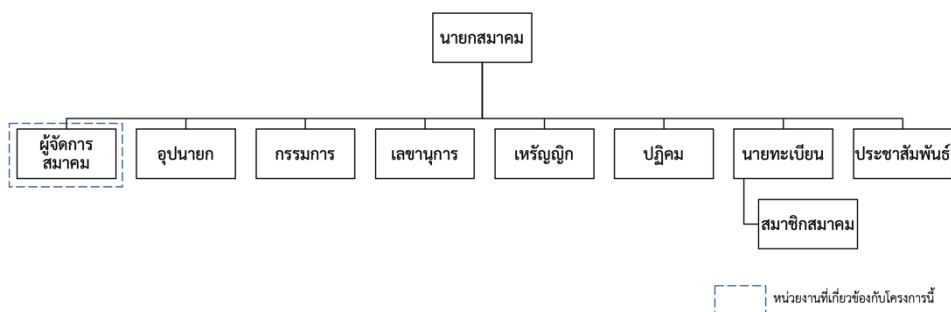 นายกสมาคม
ผู้จัดการ
สมาคม
อุปนายก
กรรมการ
เลขานุการ
เหรัญญิก
ปฏิคม
นายทะเบียน
ประชาสัมพันธ์
สมาชิกสมาคม
หน่วยงานที่เกี่ยวข้องกับโครงการนี้